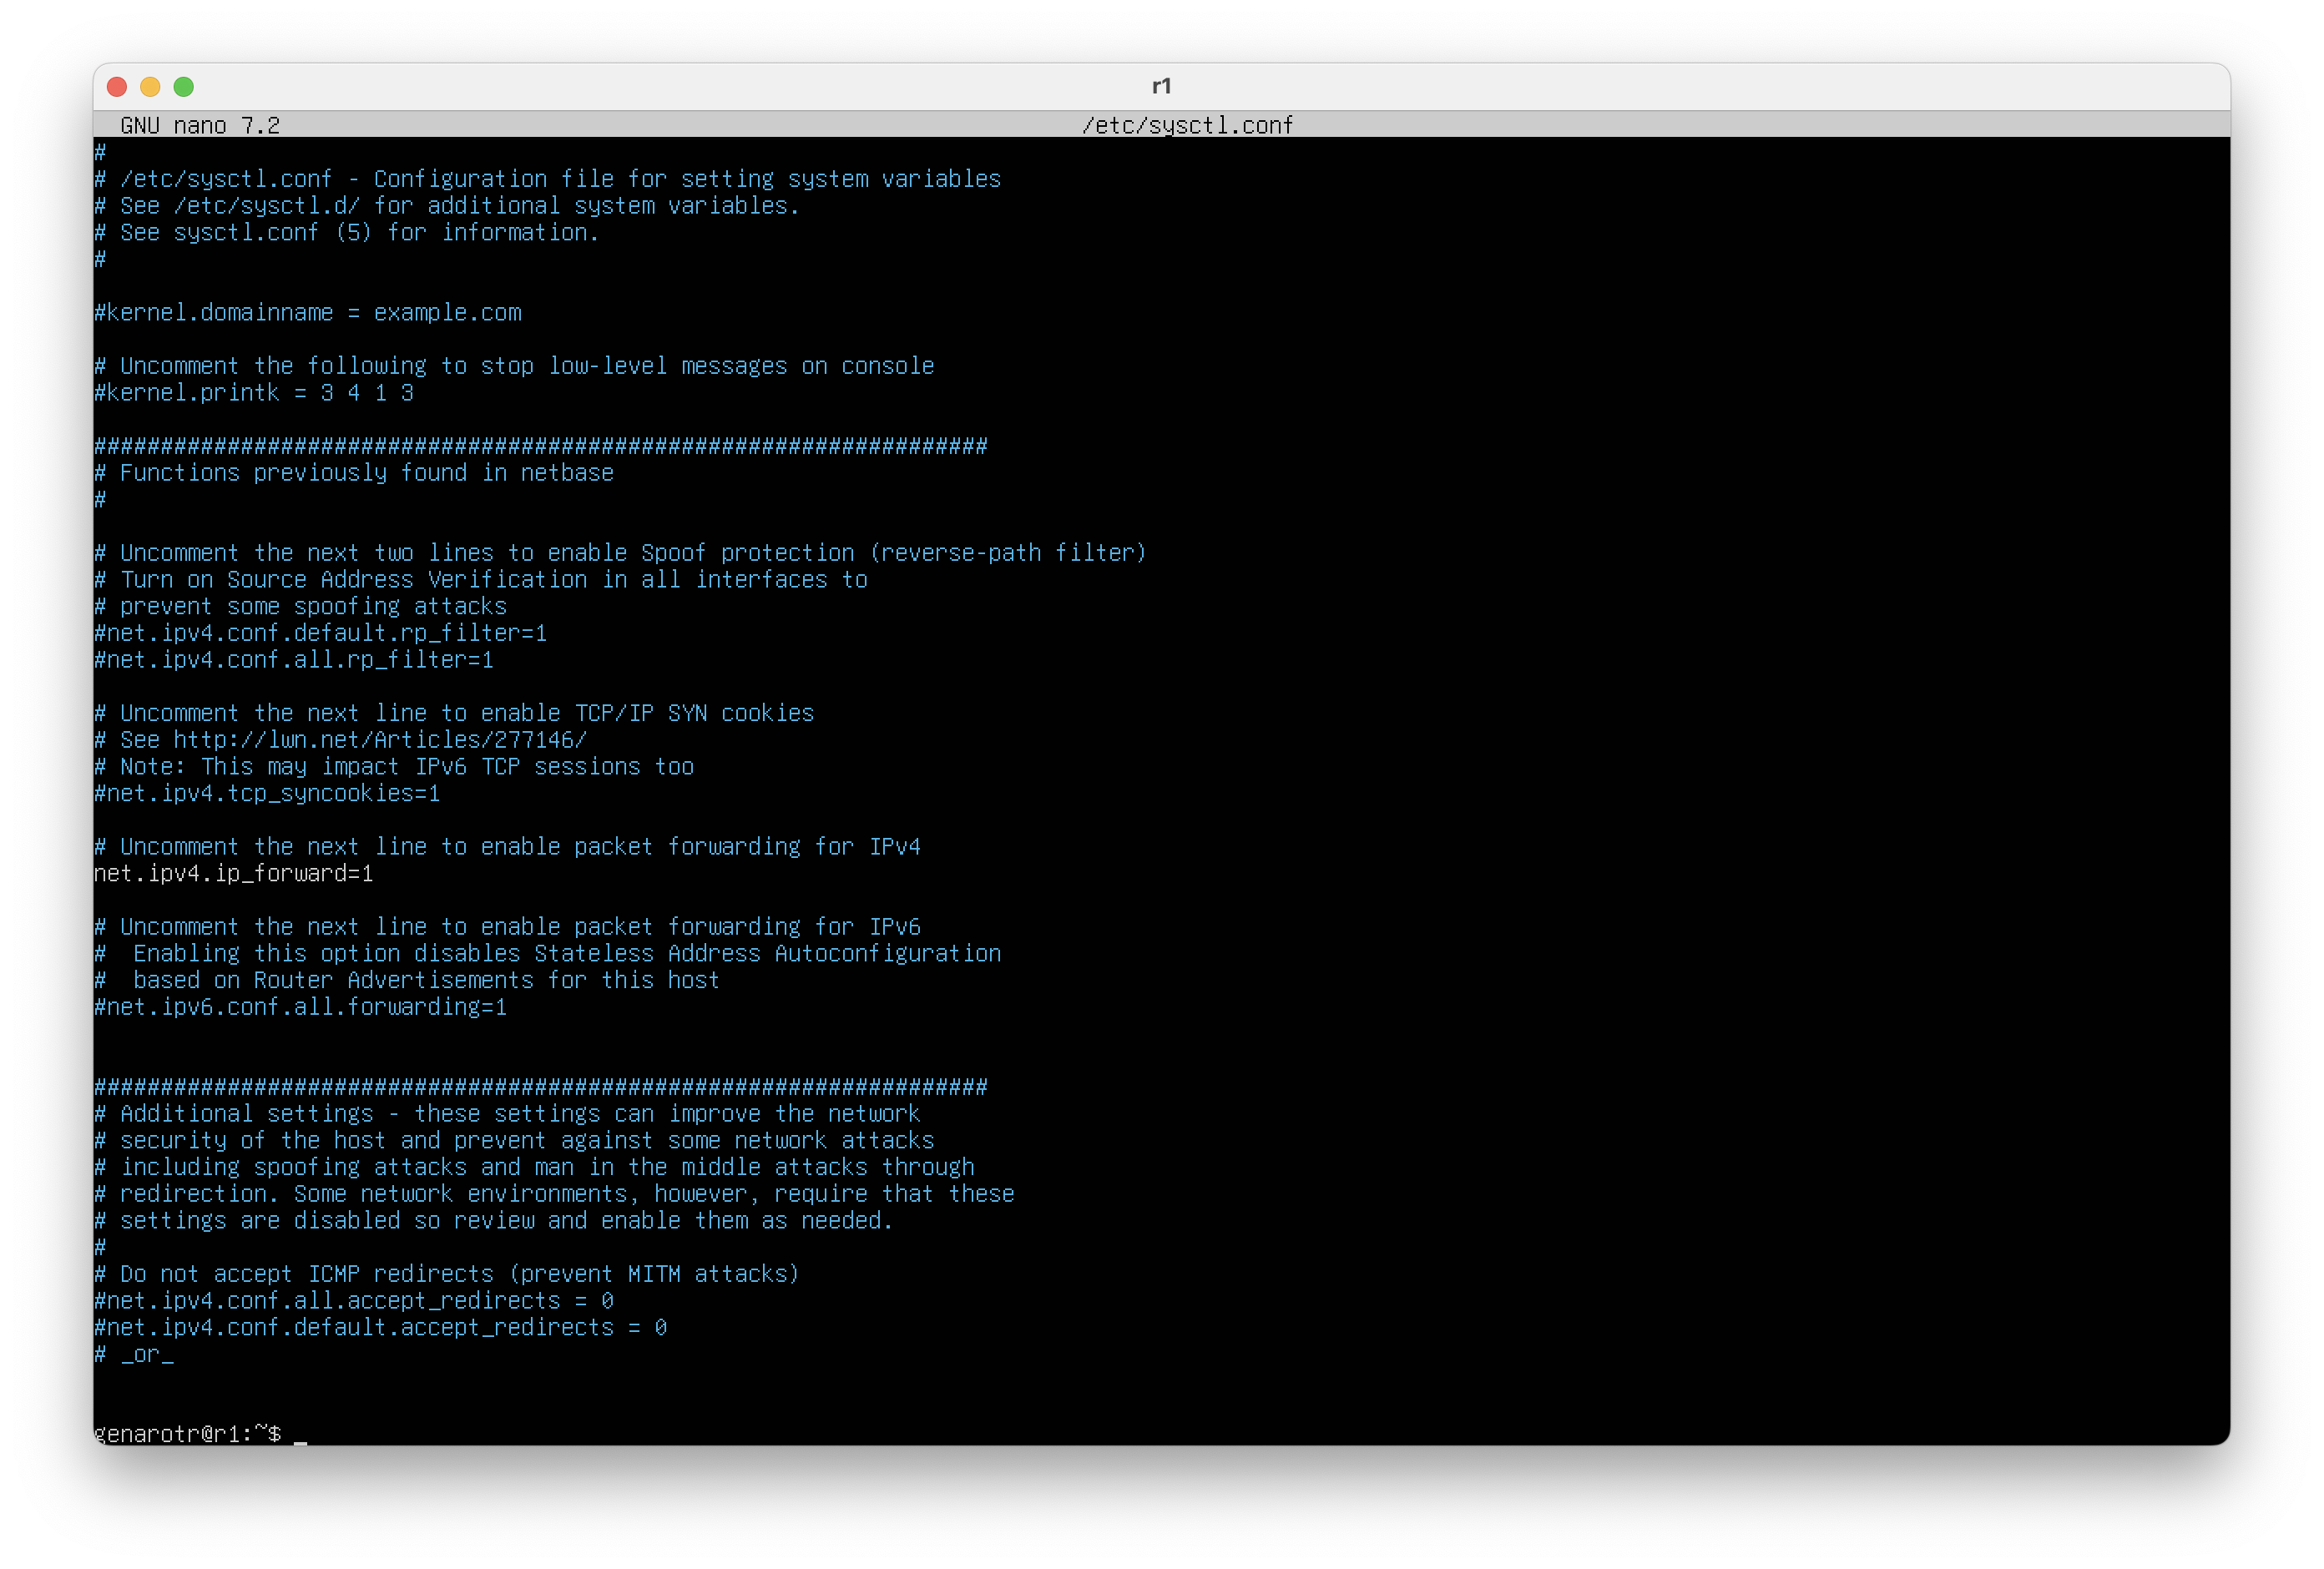 r1
GNU nano 7.2 /etc/sysctl.conf
#
# /etc/sysctl.conf - Configuration file for setting system variables
# See /etc/sysctl.d/ for additional system variables.
# See sysctl.conf (5) for information.
#

#kernel.domainname = example.com

# Uncomment the following to stop low-level messages on console
#kernel.printk = 3 4 1 3

###################################################################
# Functions previously found in netbase
#

# Uncomment the next two lines to enable Spoof protection (reverse-path filter)
# Turn on Source Address Verification in all interfaces to
# prevent some spoofing attacks
#net.ipv4.conf.default.rp_filter=1
#net.ipv4.conf.all.rp_filter=1

# Uncomment the next line to enable TCP/IP SYN cookies
# See http://lwn.net/Articles/277146/
# Note: This may impact IPv6 TCP sessions too
#net.ipv4.tcp_syncookies=1

# Uncomment the next line to enable packet forwarding for IPv4
net.ipv4.ip_forward=1

# Uncomment the next line to enable packet forwarding for IPv6
#  Enabling this option disables Stateless Address Autoconfiguration
#  based on Router Advertisements for this host
#net.ipv6.conf.all.forwarding=1


###################################################################
# Additional settings - these settings can improve the network
# security of the host and prevent against some network attacks
# including spoofing attacks and man in the middle attacks through
# redirection. Some network environments, however, require that these
# settings are disabled so review and enable them as needed.
#
# Do not accept ICMP redirects (prevent MITM attacks)
#net.ipv4.conf.all.accept_redirects = 0
#net.ipv4.conf.default.accept_redirects = 0
# _or_

genarotr@r1:~$ _